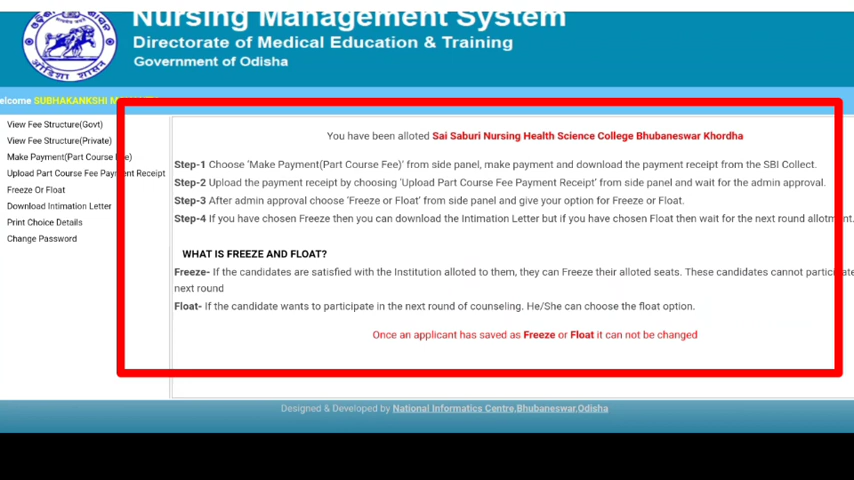 Nursing Management System
Directorate of Medical Education & Training
Government of Odisha
ଓଡ଼ିଶା ଶାସନ
elcome SUBHAKANKSHI
View Fee Structure(Govt)
View Fee Structure(Private)
Make Payment(Part Course Fee)
Upload Part Course Fee Payment Receipt
Freeze Or Float
Download Intimation Letter
Print Choice Details
Change Password
You have been alloted Sai Saburi Nursing Health Science College Bhubaneswar Khordha
Step-1 Choose 'Make Payment(Part Course Fee)' from side panel, make payment and download the payment receipt from the SBI Collect.
Step-2 Upload the payment receipt by choosing 'Upload Part Course Fee Payment Receipt' from side panel and wait for the admin approval.
Step-3 After admin approval choose 'Freeze or Float' from side panel and give your option for Freeze or Float.
Step-4 If you have chosen Freeze then you can download the Intimation Letter but if you have chosen Float then wait for the next round allotment.
WHAT IS FREEZE AND FLOAT?
Freeze- If the candidates are satisfied with the Institution alloted to them, they can Freeze their alloted seats. These candidates cannot participate
next round
Float- If the candidate wants to participate in the next round of counseling. He/She can choose the float option.
Once an applicant has saved as Freeze or Float it can not be changed
Designed & Developed by National Informatics Centre,Bhubaneswar,Odisha